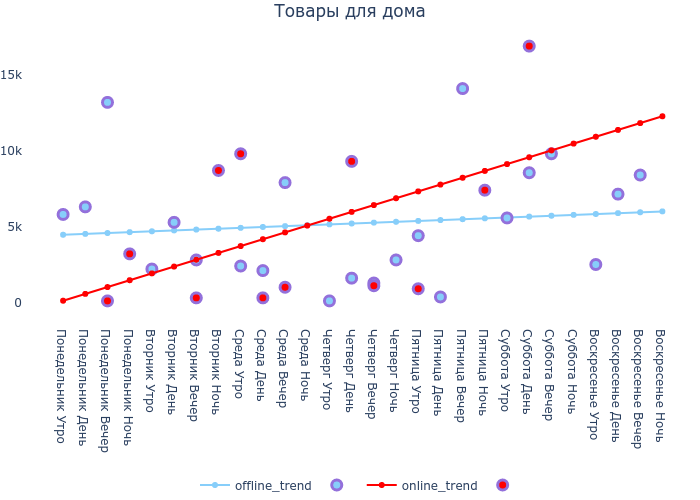 Товары для дома
15k
10k
5k
0
Понедельник Утро
Понедельник День
Понедельник Вечер
Понедельник Ночь
Вторник Утро
Вторник День
Вторник Вечер
Вторник Ночь
Среда Утро
Среда День
Среда Вечер
Среда Ночь
Четверг Утро
Четверг День
Четверг Вечер
Четверг Ночь
Пятница Утро
Пятница День
Пятница Вечер
Пятница Ночь
Суббота Утро
Суббота День
Суббота Вечер
Суббота Ночь
Воскресенье Утро
Воскресенье День
Воскресенье Вечер
Воскресенье Ночь
offline_trend
online_trend